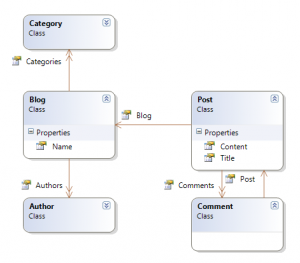 Category
Class
Categories
Blog
Class
Properties
Name
Blog
Post
Class
Properties
Content
Title
Authors
Comments
Post
Author
Class
Comment
Class